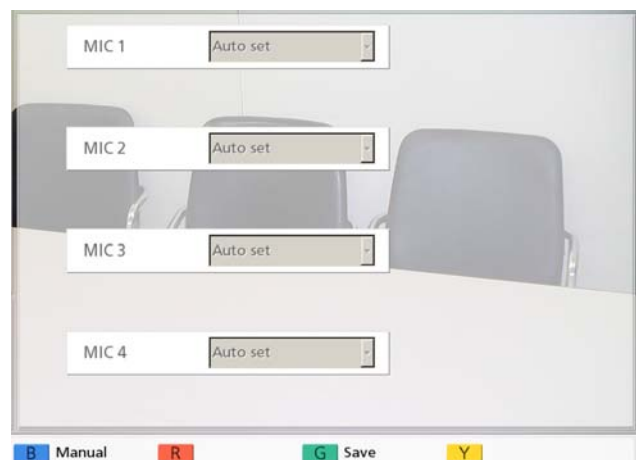 MIC 1 Auto set
MIC 2 Auto set
MIC 3 Auto set
MIC 4 Auto set
B Manual R G Save Y